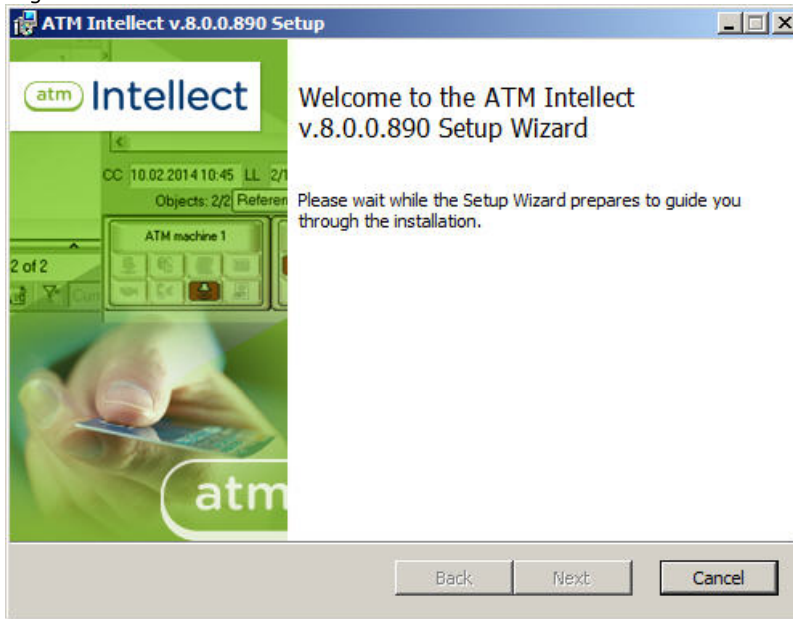 ATM Intellect v.8.0.0.890 Setup
atm Intellect
Welcome to the ATM Intellect
v.8.0.0.890 Setup Wizard
Please wait while the Setup Wizard prepares to guide you
through the installation.
CC 10.02.2014 10:45 LL
Objects: 2/2
ATM machine 1
2 of 2
atm
Back Next Cancel